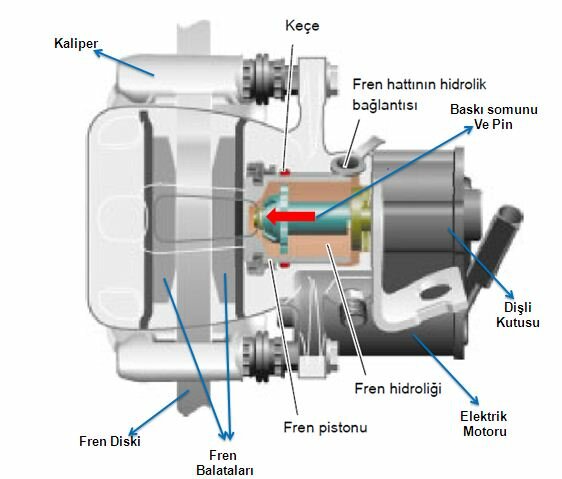 Keçe
Kaliper
Fren hattının hidrolik
bağlantısı
Baskı somunu
Ve Pin
Dişli
Kutusu
Fren hidroliği
Elektrik
Motoru
Fren pistonu
Fren Diski
Fren
Balataları